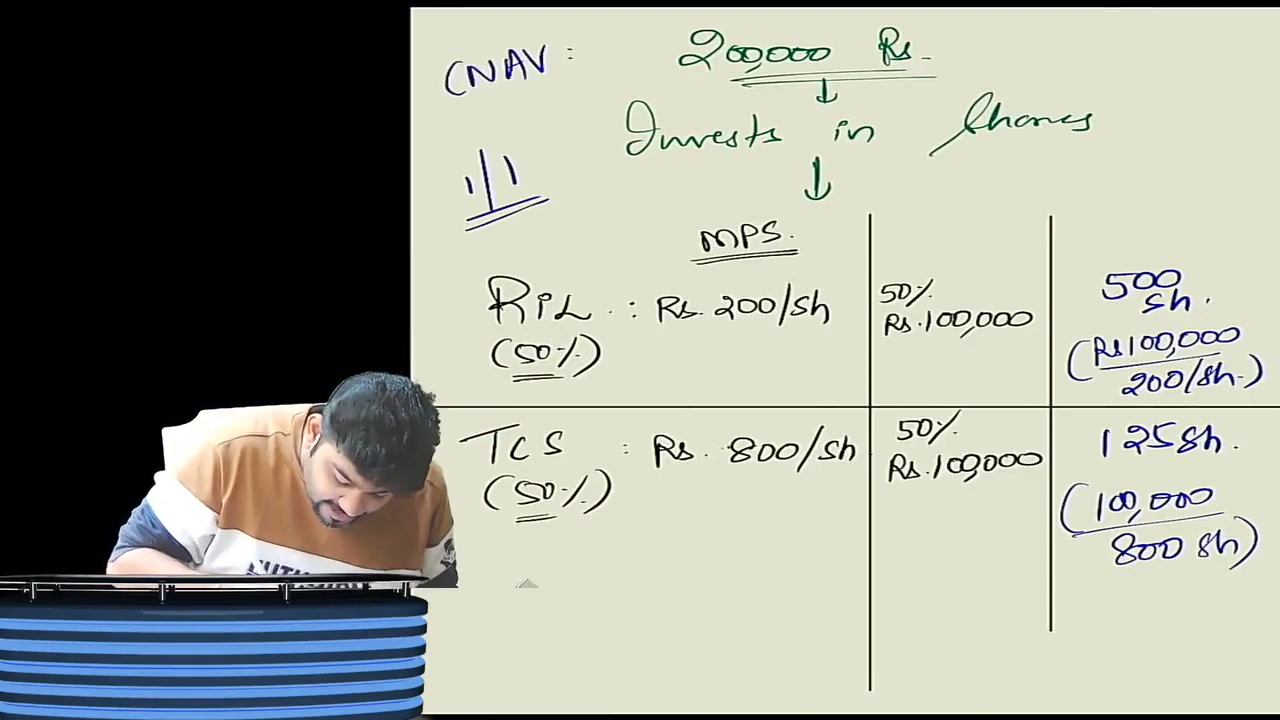 CNAV : 200,000 Rs.
↓
Invests in Shares
↓
1/1
MPS.
RIL : Rs. 200/Sh
(50%)
50%
Rs. 100,000
500
Sh.
(Rs 100,000
200/Sh.)
TCS : Rs. 800/Sh
(50%)
50%
Rs. 100,000
125 Sh.
(100,000
800 Sh)